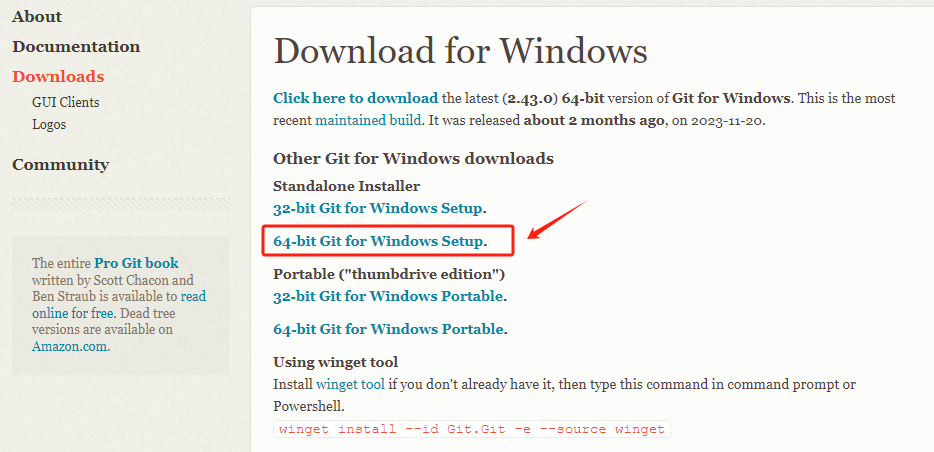 About
Documentation
Downloads
GUI Clients
Logos
Community
The entire Pro Git book
written by Scott Chacon and
Ben Straub is available to read
online for free. Dead tree
versions are available on
Amazon.com.
Download for Windows
Click here to download the latest (2.43.0) 64-bit version of Git for Windows. This is the most
recent maintained build. It was released about 2 months ago, on 2023-11-20.
Other Git for Windows downloads
Standalone Installer
32-bit Git for Windows Setup.
64-bit Git for Windows Setup.
Portable ("thumbdrive edition")
32-bit Git for Windows Portable.
64-bit Git for Windows Portable.
Using winget tool
Install winget tool if you don't already have it, then type this command in command prompt or
Powershell.
winget install --id Git.Git -e --source winget